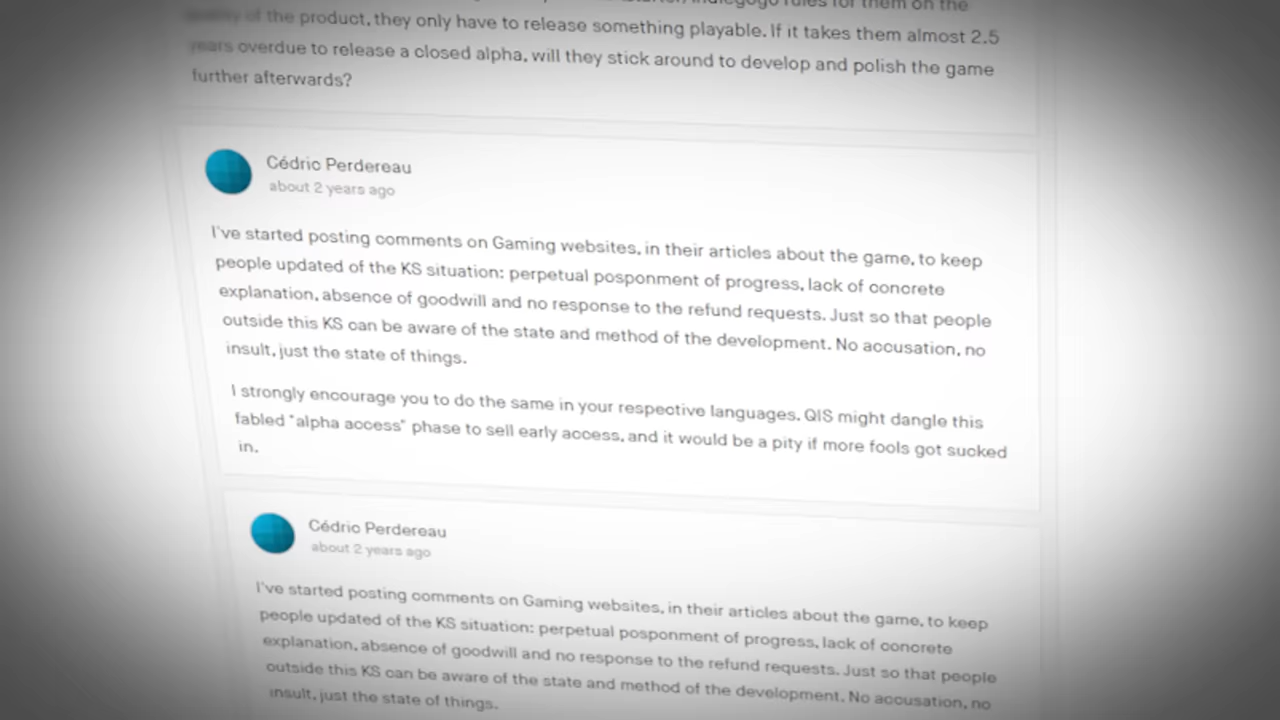 Indiegogo rules for them on the
of the product, they only have to release something playable. If it takes them almost 2.5
years overdue to release a closed alpha, will they stick around to develop and polish the game
further afterwards?
Cédric Perdereau
about 2 years ago
I've started posting comments on Gaming websites, in their articles about the game, to keep
people updated of the KS situation: perpetual posponment of progress, lack of concrete
explanation, absence of goodwill and no response to the refund requests. Just so that people
outside this KS can be aware of the state and method of the development. No accusation, no
insult, just the state of things.
I strongly encourage you to do the same in your respective languages. QIS might dangle this
fabled "alpha access" phase to sell early access, and it would be a pity if more fools got sucked
in.
Cédric Perdereau
about 2 years ago
I've started posting comments on Gaming websites, in their articles about the game, to keep
people updated of the KS situation: perpetual posponment of progress, lack of concrete
explanation, absence of goodwill and no response to the refund requests. Just so that people
outside this KS can be aware of the state and method of the development. No accusation, no
insult, just the state of things.